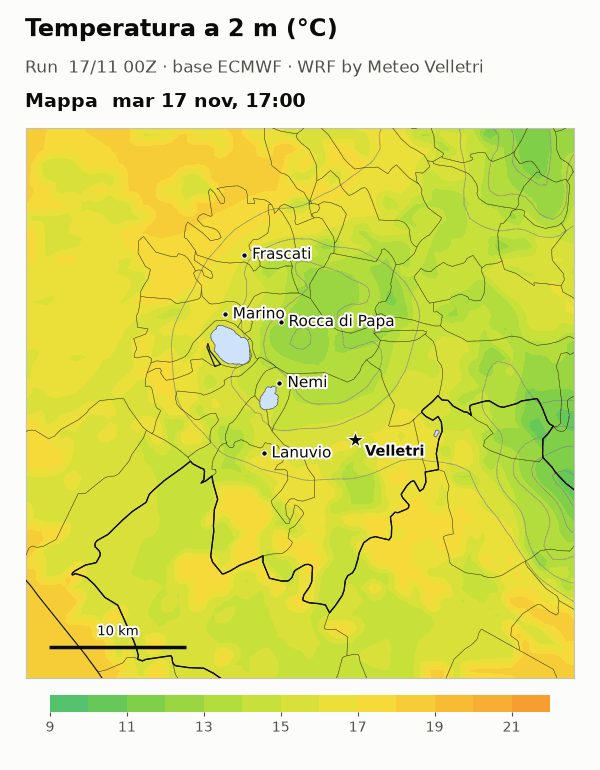 Temperatura a 2 m (°C)
Run  17/11 00Z · base ECMWF · WRF by Meteo Velletri
Mappa  mar 17 nov, 17:00
Frascati
Marino
Rocca di Papa
Nemi
Velletri
Lanuvio
10 km
9 11 13 15 17 19 21